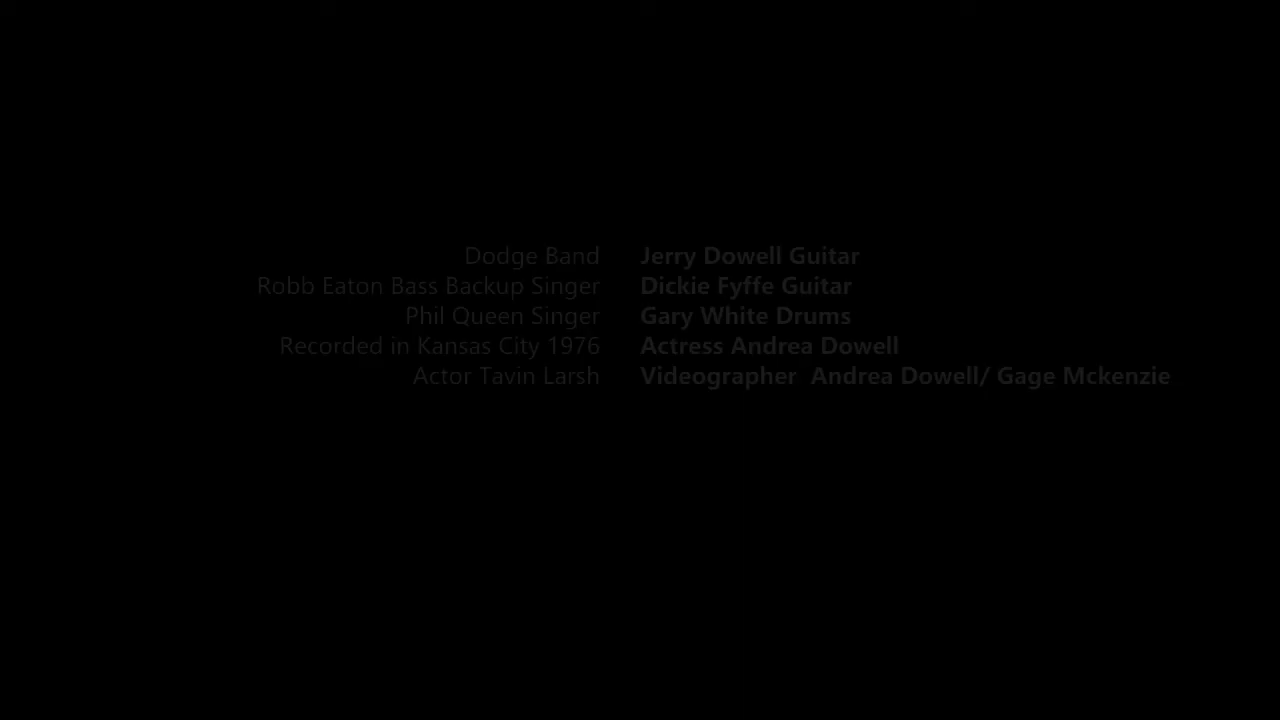 Dodge Band Jerry Dowell Guitar
Robb Eaton Bass Backup Singer Dickie Fyffe Guitar
Phil Queen Singer Gary White Drums
Recorded in Kansas City 1976 Actress Andrea Dowell
Actor Tavin Larsh Videographer  Andrea Dowell/ Gage Mckenzie